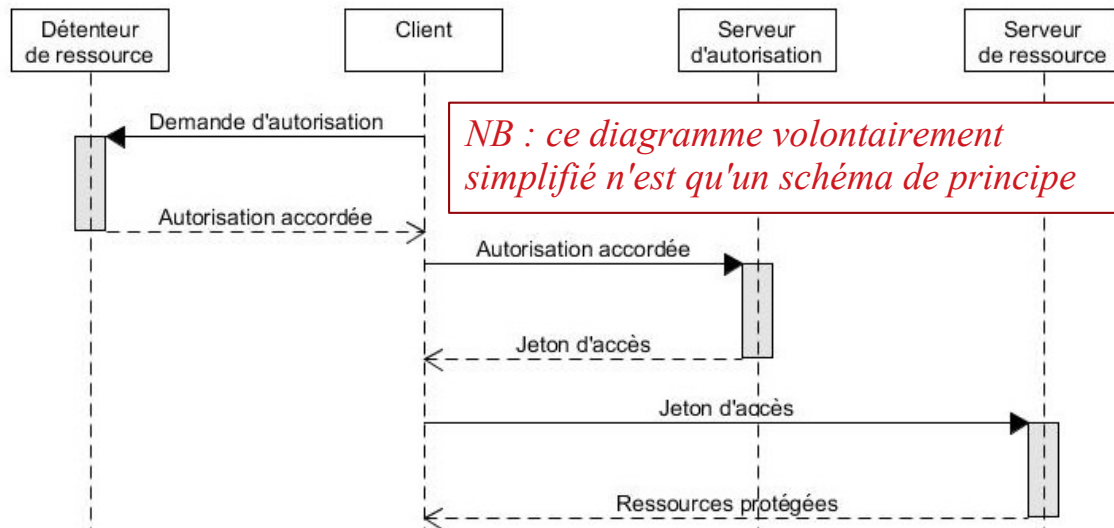 Détenteur
de ressource
Client
Serveur
d'autorisation
Serveur
de ressource
Demande d'autorisation
NB : ce diagramme volontairement
simplifié n'est qu'un schéma de principe
Autorisation accordée
Autorisation accordée
Jeton d'accès
Jeton d'accès
Ressources protégées